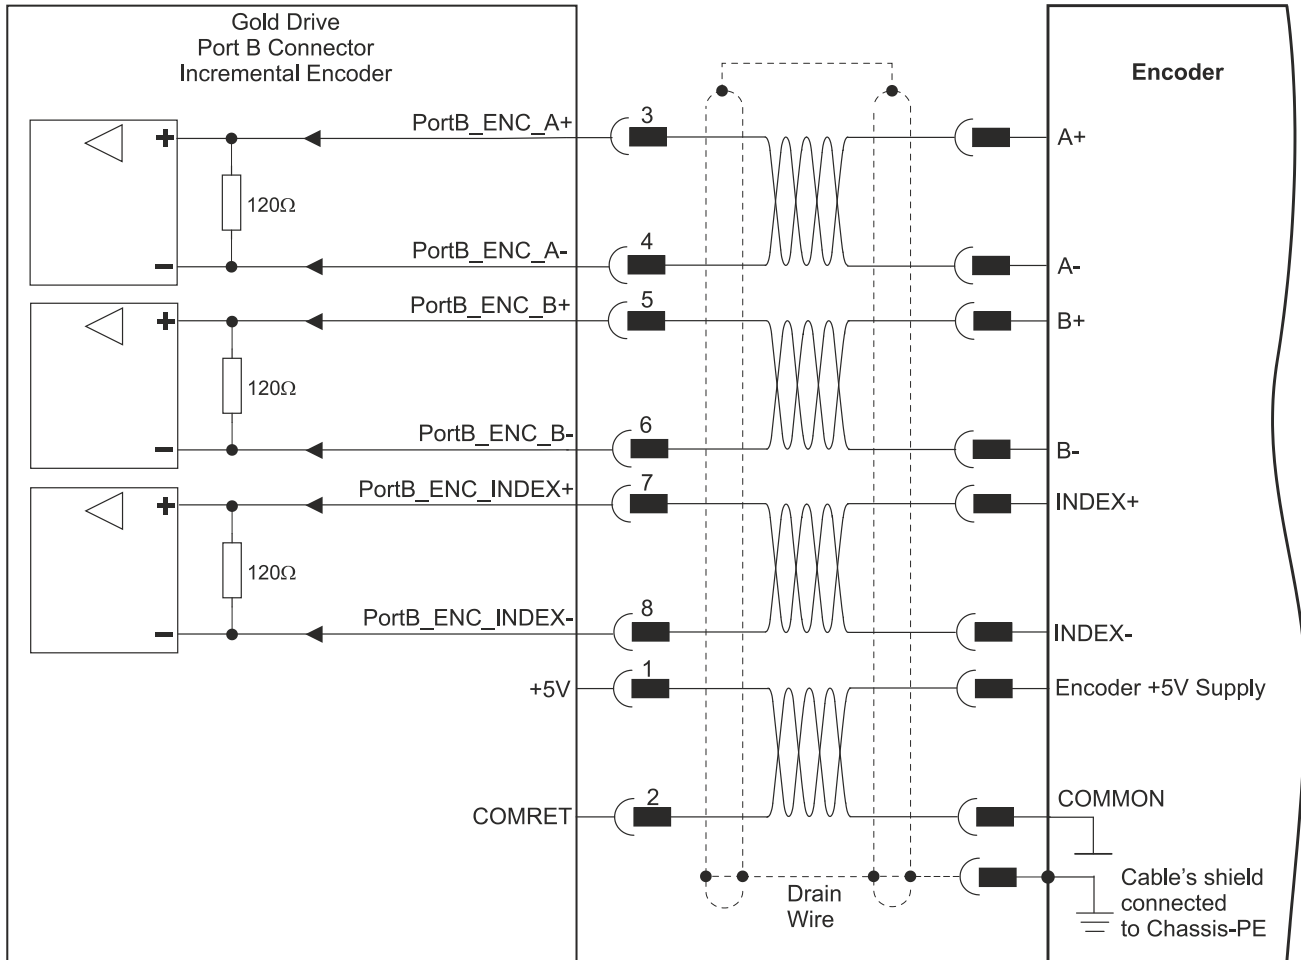 Gold Drive
Port B Connector
Incremental Encoder
Encoder
PortB_ENC_A+
3
A+
+
120Ω
PortB_ENC_A-
4
A-
-
PortB_ENC_B+
5
B+
+
120Ω
PortB_ENC_B-
6
B-
-
PortB_ENC_INDEX+
7
INDEX+
+
120Ω
PortB_ENC_INDEX-
8
INDEX-
-
+5V
1
Encoder +5V Supply
COMRET
2
COMMON
Drain
Wire
Cable's shield
connected
to Chassis-PE